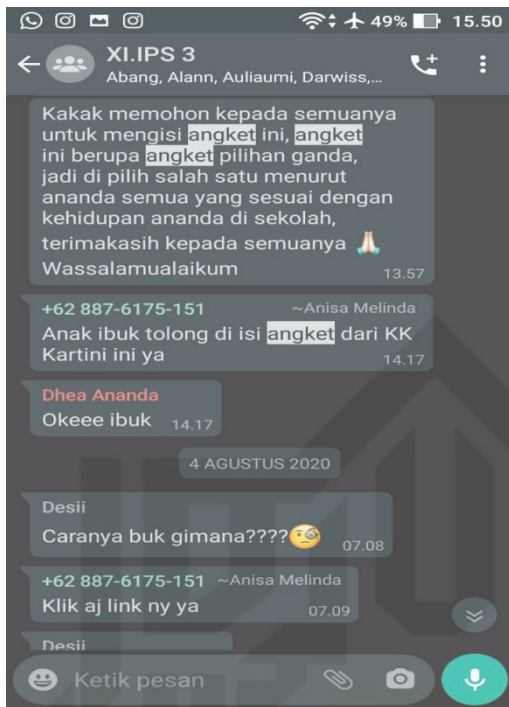 49% 15.50
XI.IPS 3
Abang, Alann, Auliaumi, Darwiss,...
Kakak memohon kepada semuanya
untuk mengisi angket ini, angket
ini berupa angket pilihan ganda,
jadi di pilih salah satu menurut
ananda semua yang sesuai dengan
kehidupan ananda di sekolah,
terimakasih kepada semuanya 🙏🏻
Wassalamualaikum
13.57
+62 887-6175-151 ~Anisa Melinda
Anak ibuk tolong di isi angket dari KK
Kartini ini ya
14.17
Dhea Ananda
Okeee ibuk 14.17
4 AGUSTUS 2020
Desii
Caranya buk gimana????🧐 07.08
+62 887-6175-151 ~Anisa Melinda
Klik aj link ny ya 07.09
Desii
Ketik pesan